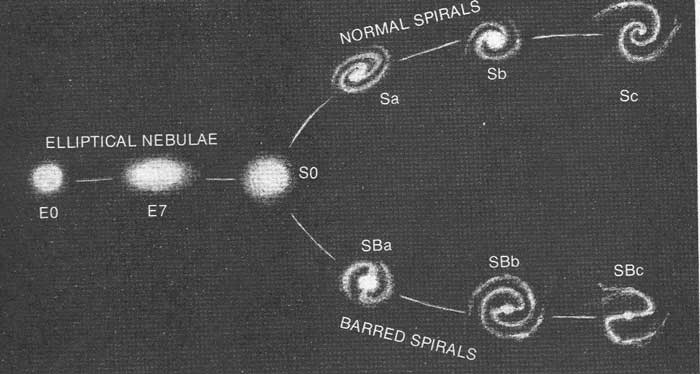 NORMAL SPIRALS
Sa
Sb
Sc
ELLIPTICAL NEBULAE
E0
E7
S0
SBa
SBb
SBc
BARRED SPIRALS